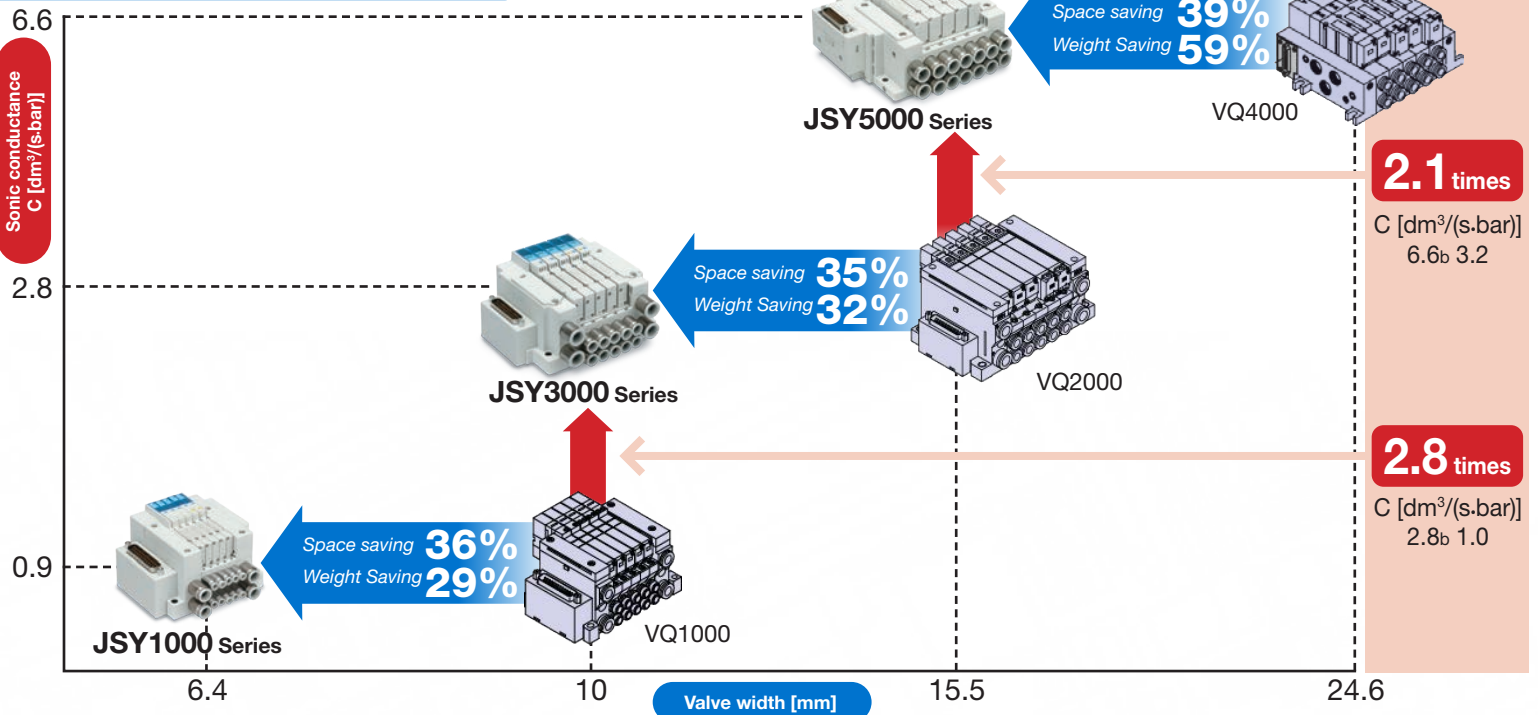 6.6
Space saving 39%
Weight Saving 59%
Sonic conductance
C [dm³/(s·bar)]
JSY5000 Series
VQ4000
2.1 times
C [dm³/(s·bar)]
6.6b 3.2
2.8
Space saving 35%
Weight Saving 32%
JSY3000 Series
VQ2000
2.8 times
C [dm³/(s·bar)]
2.8b 1.0
0.9
Space saving 36%
Weight Saving 29%
JSY1000 Series
VQ1000
6.4
10
15.5
24.6
Valve width [mm]